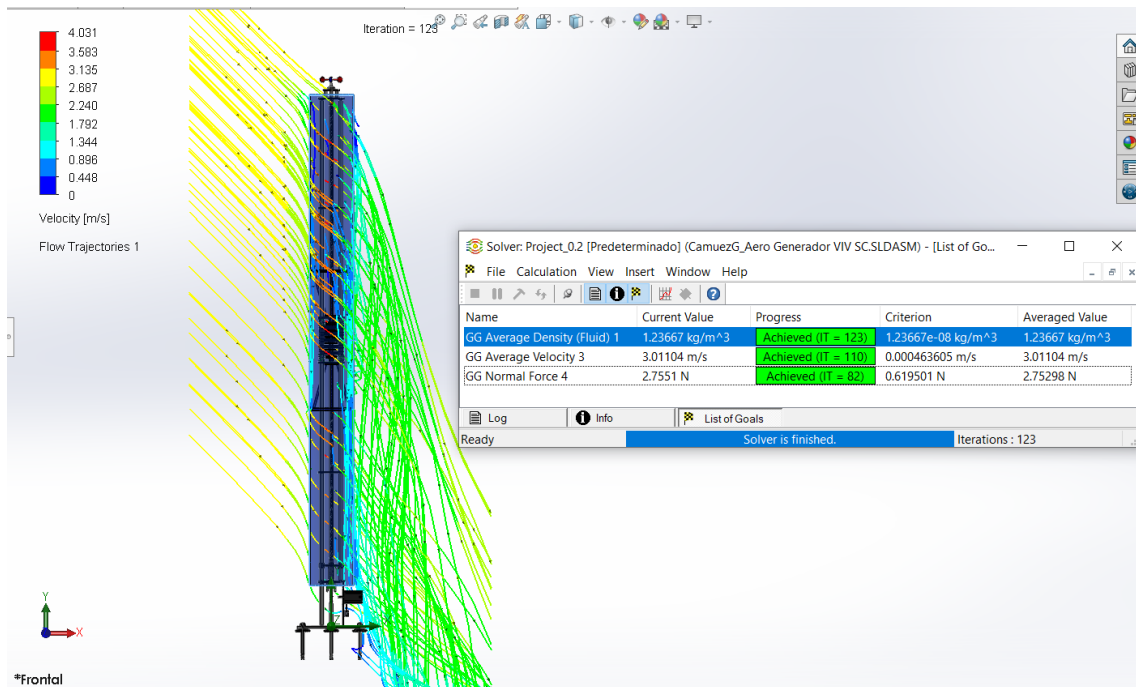 Iteration = 123
4.031
3.583
3.135
2.687
2.240
1.792
1.344
0.896
0.448
0
Velocity [m/s]
Flow Trajectories 1
Solver: Project_0.2 [Predeterminado] (CamuezG_Aero Generador VIV SC.SLDASM) - [List of Go...
File Calculation View Insert Window Help
Name Current Value Progress Criterion Averaged Value
GG Average Density (Fluid) 1 1.23667 kg/m^3 Achieved (IT = 123) 1.23667e-08 kg/m^3 1.23667 kg/m^3
GG Average Velocity 3 3.01104 m/s Achieved (IT = 110) 0.000463605 m/s 3.01104 m/s
GG Normal Force 4 2.7551 N Achieved (IT = 82) 0.619501 N 2.75298 N
Log Info List of Goals
Ready Solver is finished. Iterations : 123
Y
X
Z
*Frontal